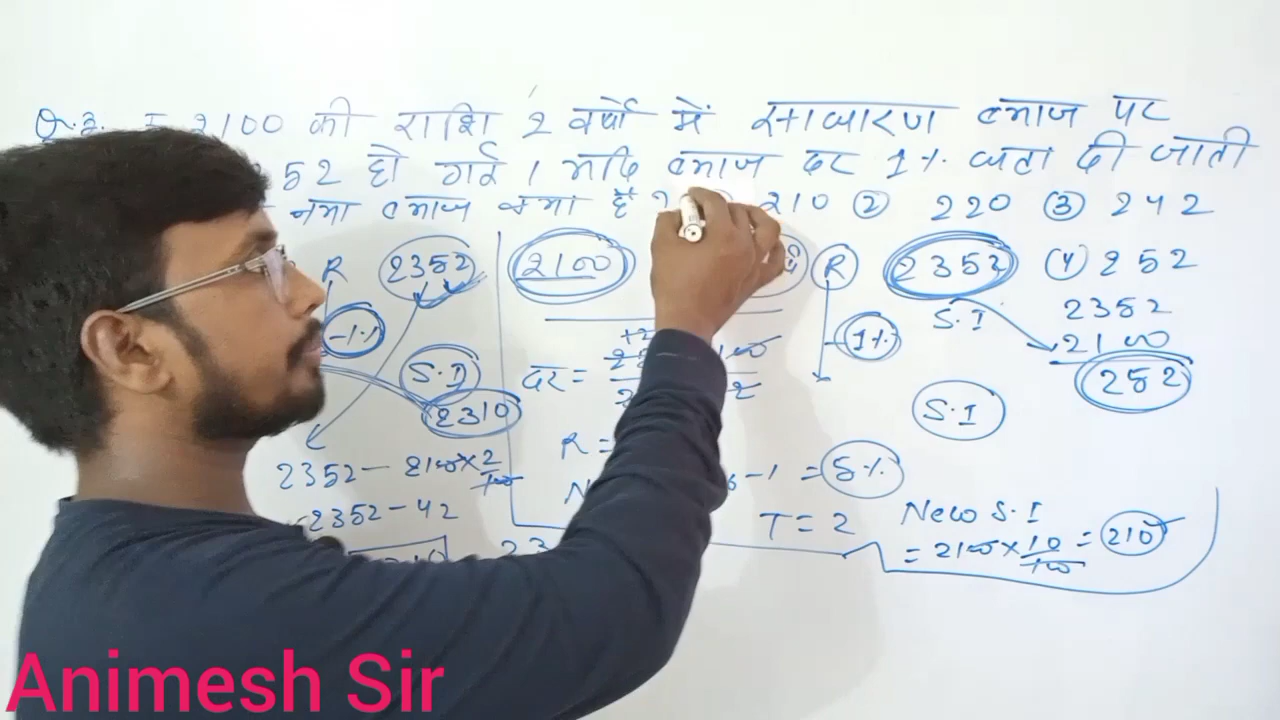 Q.3. ₹ 2100 की राशि 2 वर्षों में साधारण ब्याज पर
52 हो गई। यदि ब्याज दर 1% घटा दी जाती
नया ब्याज क्या है? 210 ② 220 ③ 242
④ 252
R 2352
-1%
S.I
2310
2352 - 2100×2/100
2352-42
2100 R 2352
S.I
1%
दर =
R =
-1 = 5%
T = 2
23
2352
2100
252
S.I
New S.I
= 2100×10/100 = 210
Animesh Sir